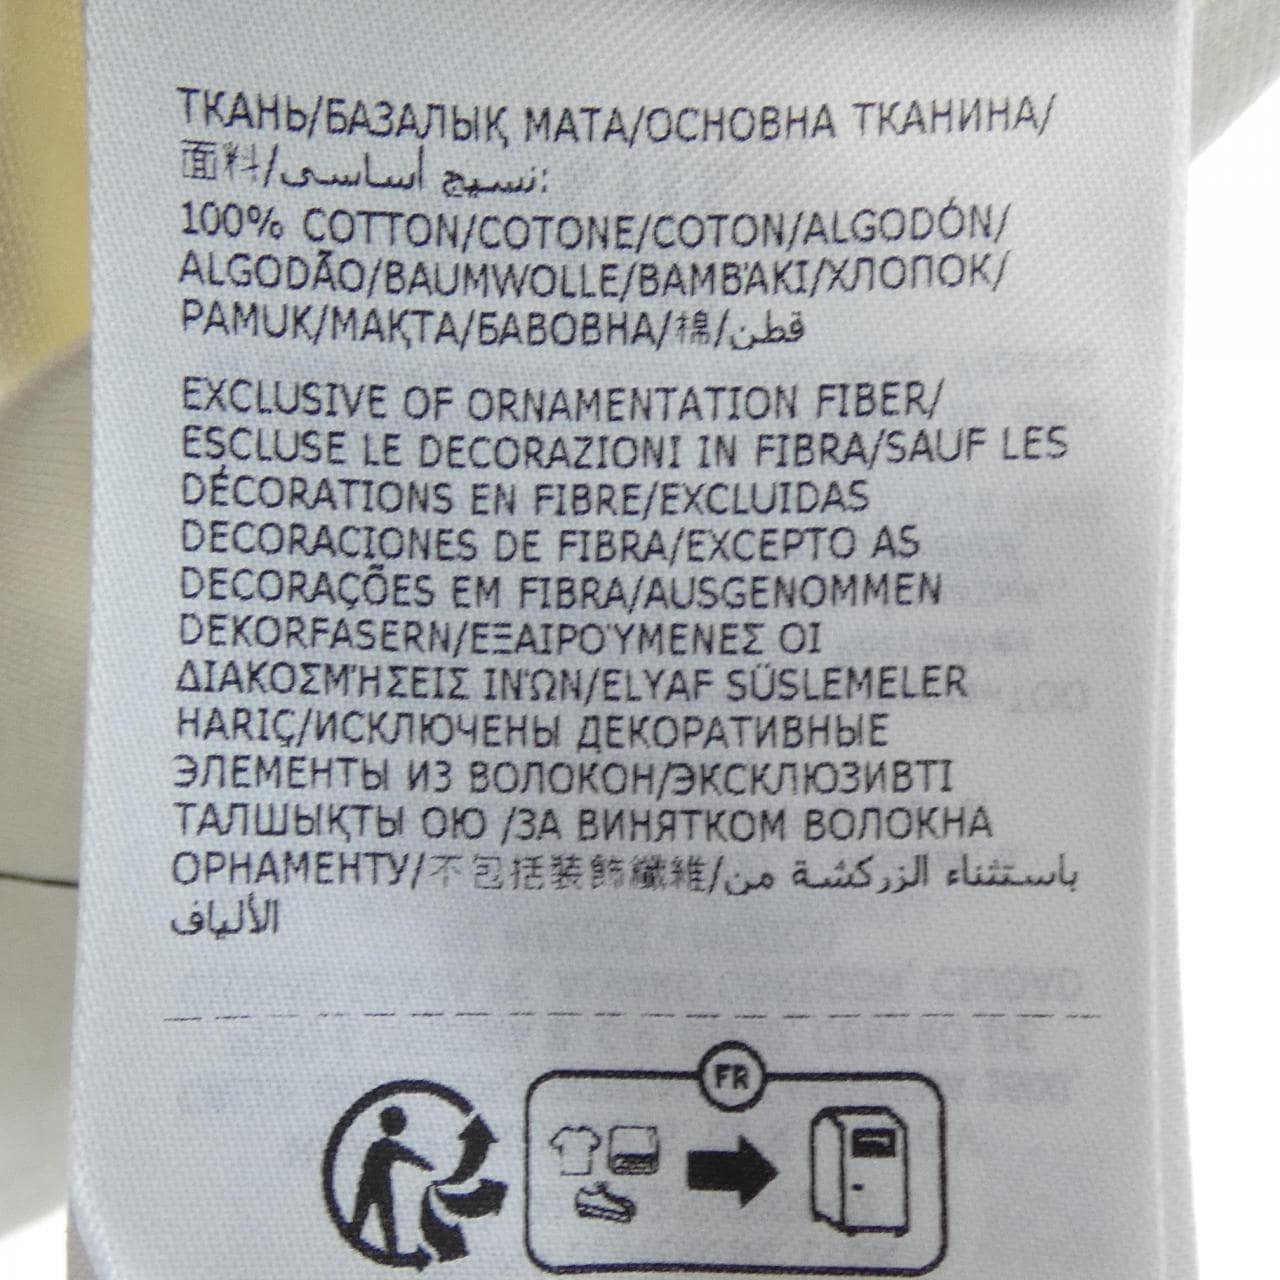 ТКАНЬ/БАЗАЛЫҚ МАТА/ОСНОВНА ТКАНИНА/
面料/نسيج أساسى:
100% COTTON/COTONE/COTON/ALGODÓN/
ALGODÃO/BAUMWOLLE/ΒΑΜΒΆΚΙ/ХЛОПОК/
PAMUK/МАҚТА/БАВОВНА/棉/قطن
EXCLUSIVE OF ORNAMENTATION FIBER/
ESCLUSE LE DECORAZIONI IN FIBRA/SAUF LES
DÉCORATIONS EN FIBRE/EXCLUIDAS
DECORACIONES DE FIBRA/EXCEPTO AS
DECORAÇÕES EM FIBRA/AUSGENOMMEN
DEKORFASERN/ΕΞΑΙΡΟΎΜΕΝΕΣ ΟΙ
ΔΙΑΚΟΣΜΉΣΕΙΣ ΙΝΏΝ/ELYAF SÜSLEMELER
HARIÇ/ИСКЛЮЧЕНЫ ДЕКОРАТИВНЫЕ
ЭЛЕМЕНТЫ ИЗ ВОЛОКОН/ЭКСКЛЮЗИВТІ
ТАЛШЫҚТЫ ОЮ /ЗА ВИНЯТКОМ ВОЛОКНА
ОРНАМЕНТУ/不包括装飾纖維/باستثناء الزركشة من
الألياف
FR